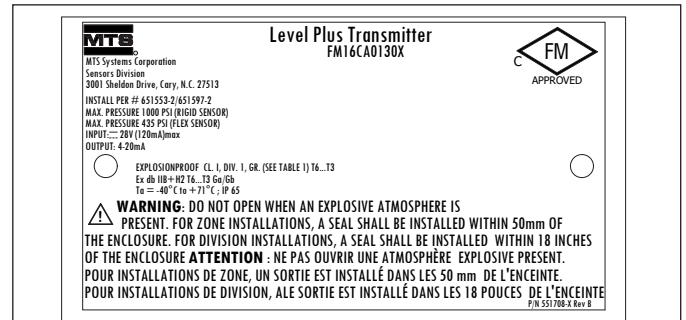 MTS
Level Plus Transmitter
FM16CA0130X
C FM
APPROVED
MTS Systems Corporation
Sensors Division
3001 Sheldon Drive, Cary, N.C. 27513
INSTALL PER # 651553-2/651597-2
MAX. PRESSURE 1000 PSI (RIGID SENSOR)
MAX. PRESSURE 435 PSI (FLEX SENSOR)
INPUT:⎓ 28V (120mA)max
OUTPUT: 4-20mA
EXPLOSIONPROOF CL. I, DIV. 1, GR. (SEE TABLE 1) T6...T3
Ex db IIB+H2 T6...T3 Ga/Gb
Ta = -40°C to +71°C ; IP 65
WARNING: DO NOT OPEN WHEN AN EXPLOSIVE ATMOSPHERE IS
PRESENT. FOR ZONE INSTALLATIONS, A SEAL SHALL BE INSTALLED WITHIN 50mm OF
THE ENCLOSURE. FOR DIVISION INSTALLATIONS, A SEAL SHALL BE INSTALLED WITHIN 18 INCHES
OF THE ENCLOSURE ATTENTION : NE PAS OUVRIR UNE ATMOSPHÈRE EXPLOSIVE PRESENT.
POUR INSTALLATIONS DE ZONE, UN SORTIE EST INSTALLÉ DANS LES 50 mm DE L'ENCEINTE.
POUR INSTALLATIONS DE DIVISION, ALE SORTIE EST INSTALLÉ DANS LES 18 POUCES DE L'ENCEINTE
P/N 551708-X Rev B